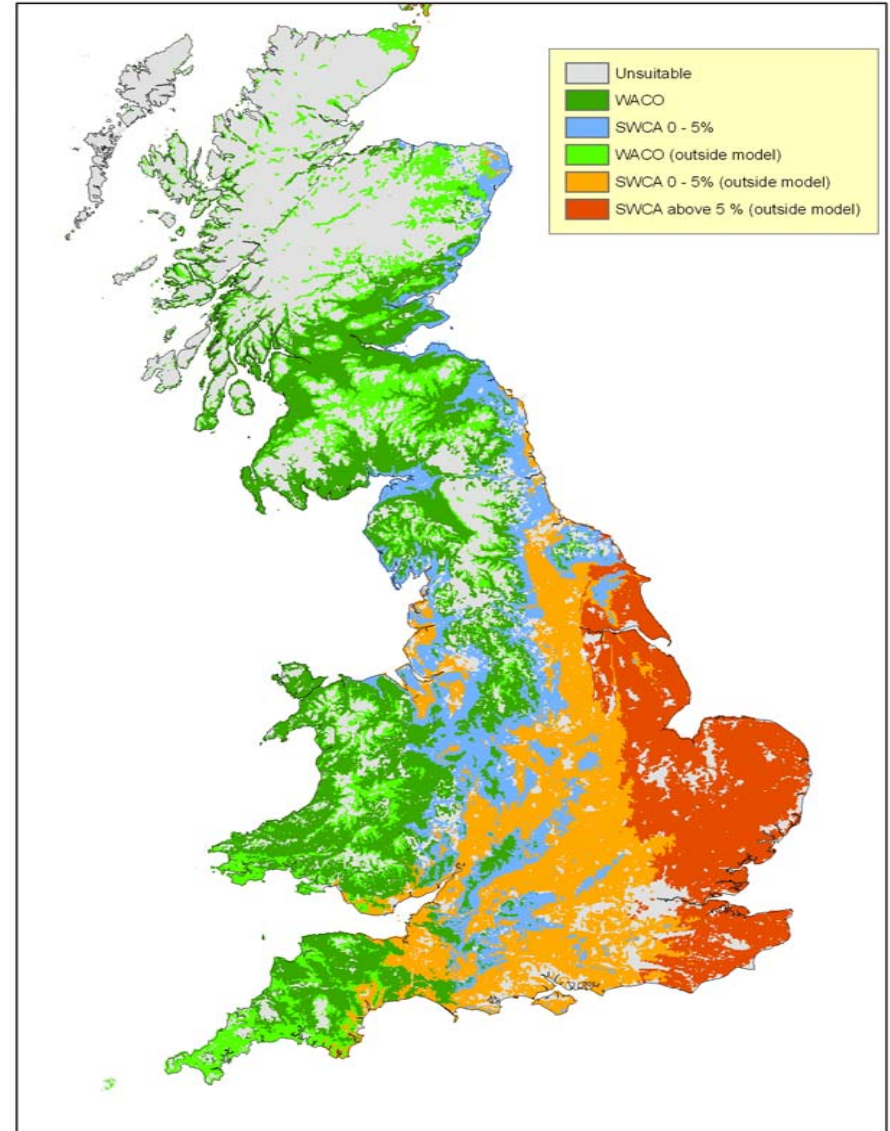 Unsuitable
WACO
SWCA 0 - 5%
WACO (outside model)
SWCA 0 - 5% (outside model)
SWCA above 5 % (outside model)